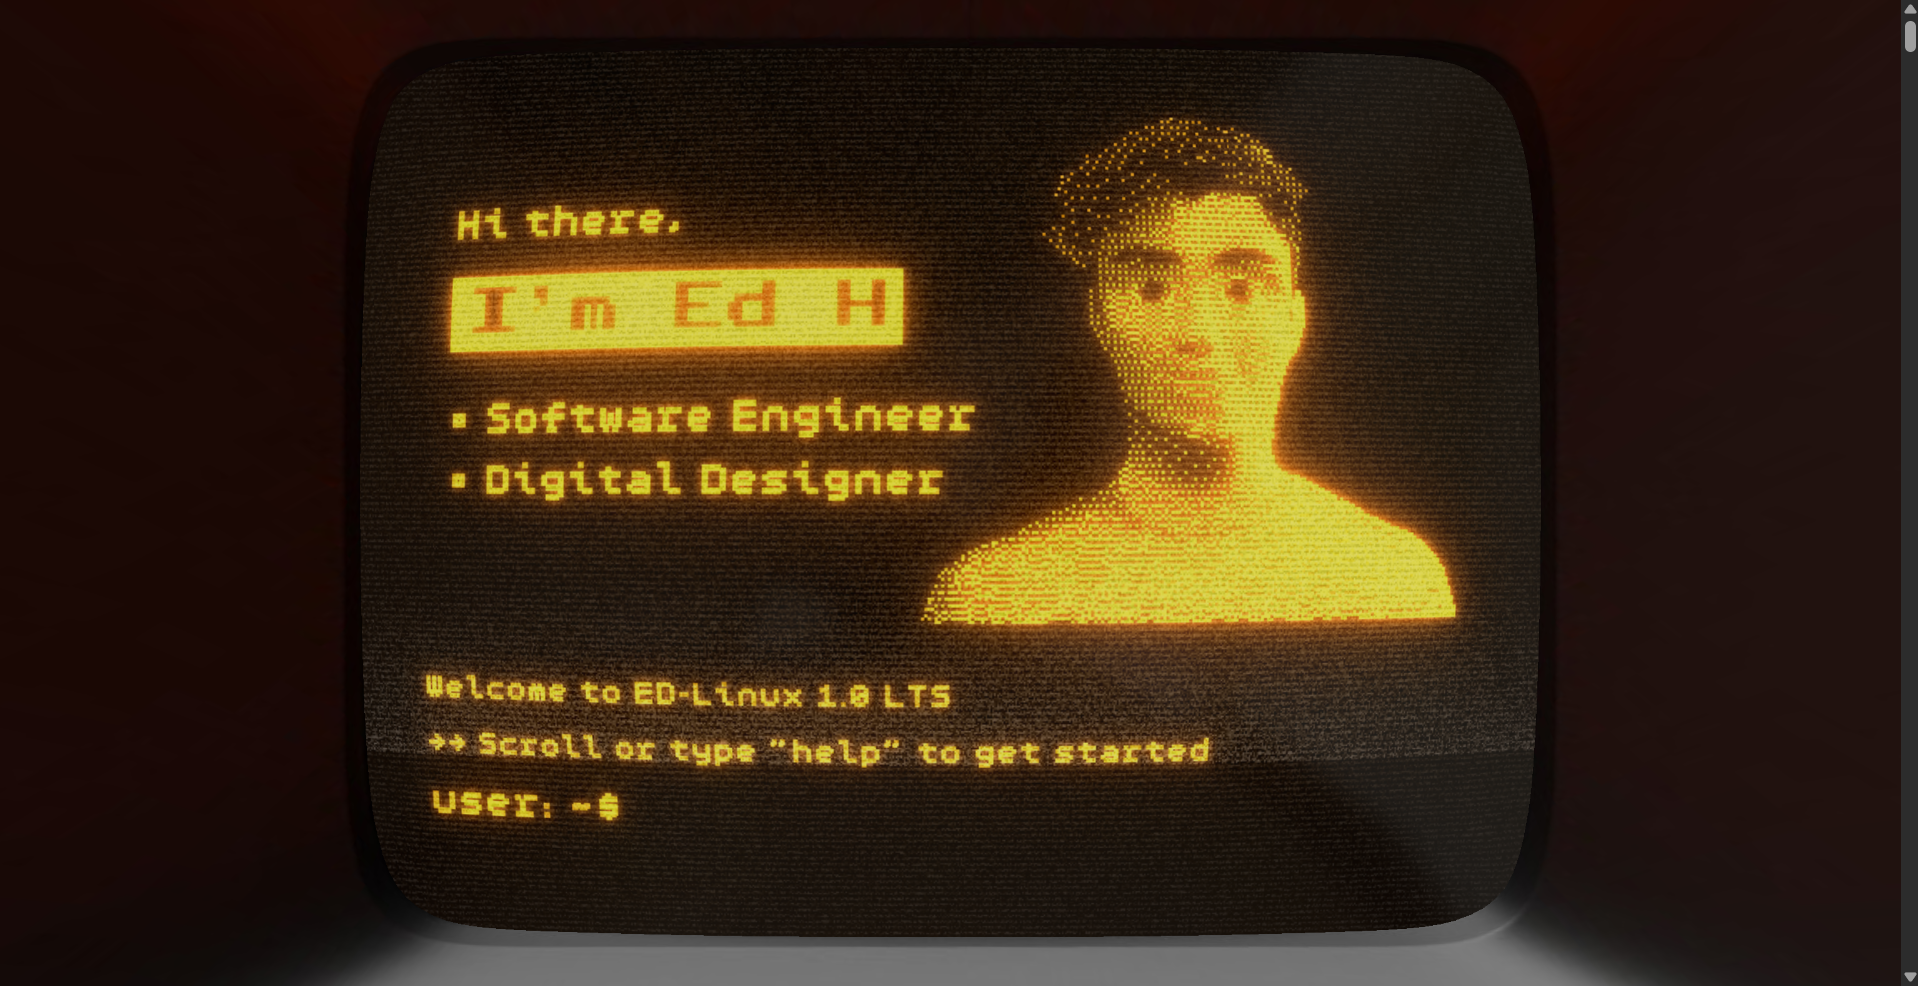 Hi there,
I'm Ed H
▪ Software Engineer
▪ Digital Designer
Welcome to ED-Linux 1.0 LTS
→→ Scroll or type "help" to get started
user: ~$